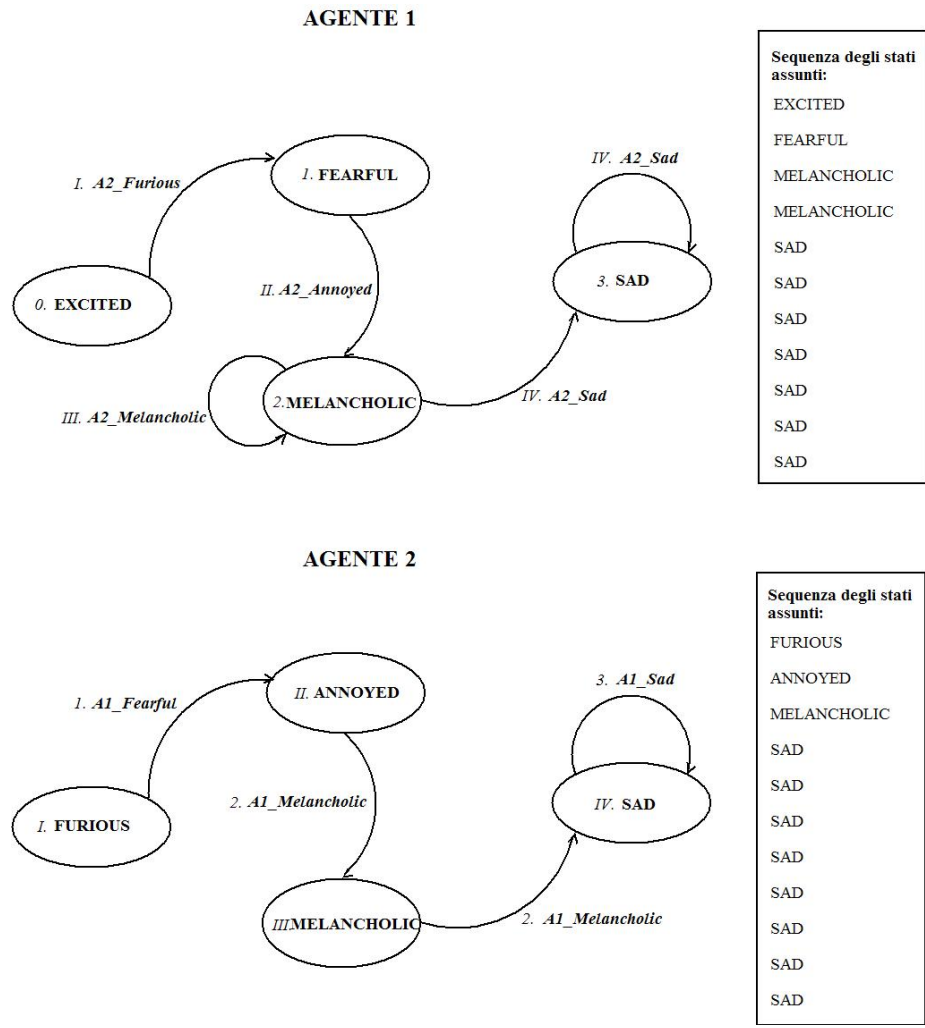 AGENTE 1
Sequenza degli stati
assunti:
EXCITED
FEARFUL
MELANCHOLIC
MELANCHOLIC
SAD
SAD
SAD
SAD
SAD
SAD
SAD
IV. A2_Sad
I. A2_Furious
1. FEARFUL
3. SAD
II. A2_Annoyed
0. EXCITED
2.MELANCHOLIC
IV. A2_Sad
III. A2_Melancholic
AGENTE 2
Sequenza degli stati
assunti:
FURIOUS
ANNOYED
MELANCHOLIC
SAD
SAD
SAD
SAD
SAD
SAD
SAD
SAD
3. A1_Sad
1. A1_Fearful
II. ANNOYED
2. A1_Melancholic
IV. SAD
I. FURIOUS
III.MELANCHOLIC
2. A1_Melancholic